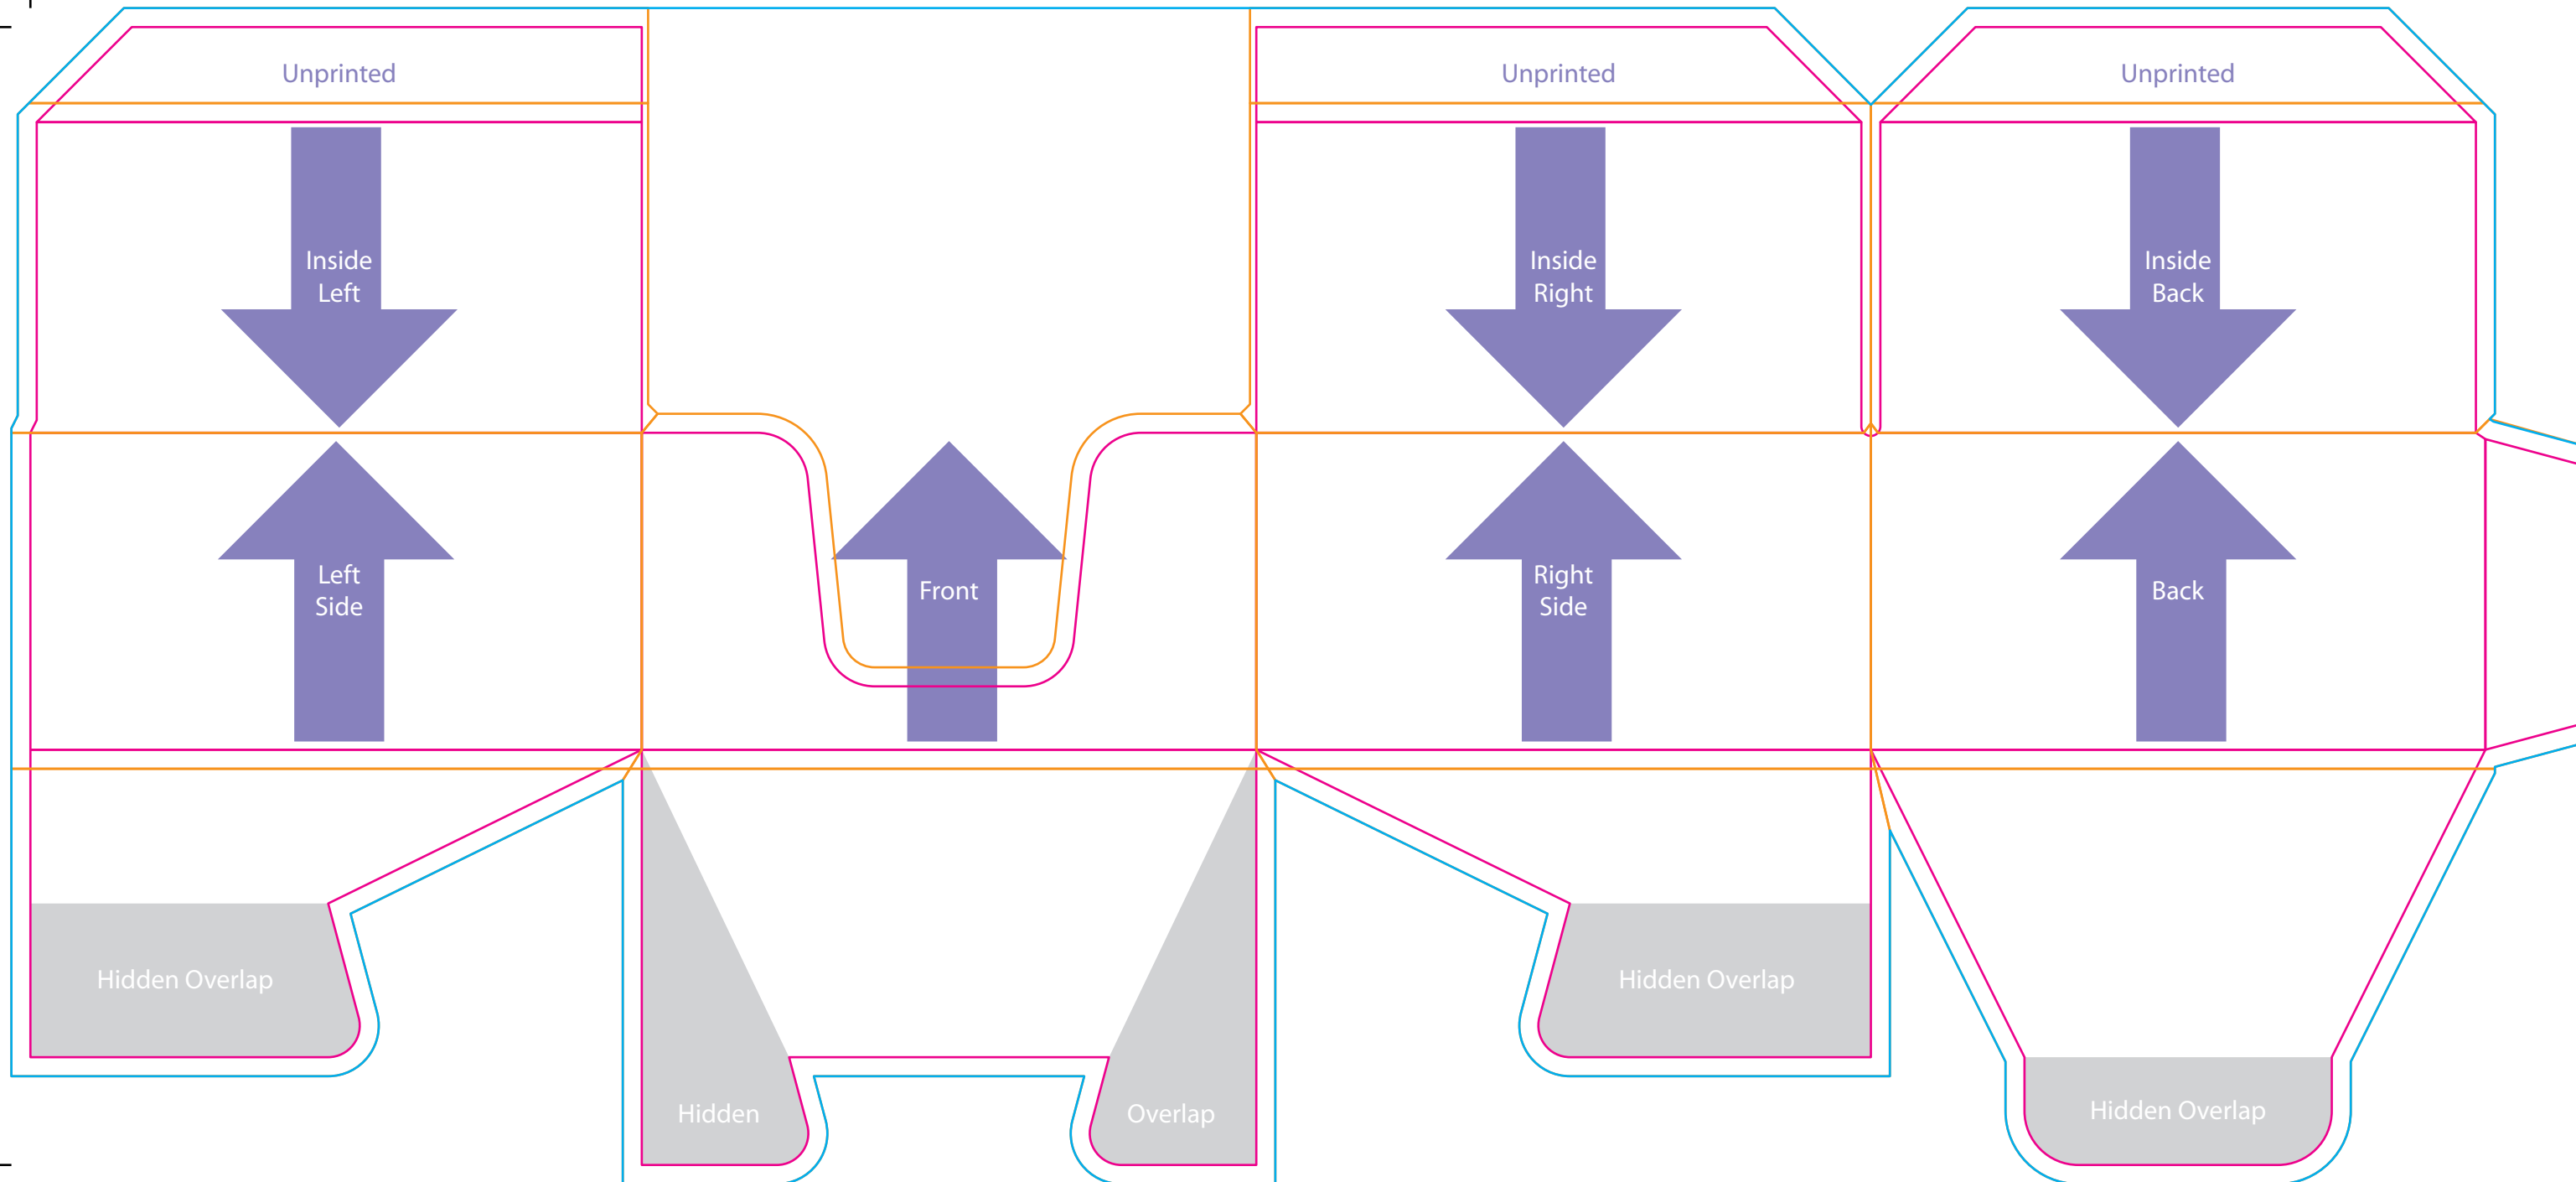 Unprinted
Unprinted
Unprinted
Inside
Left
Inside
Right
Inside
Back
Left
Side
Front
Right
Side
Back
Hidden Overlap
Hidden Overlap
Hidden
Overlap
Hidden Overlap